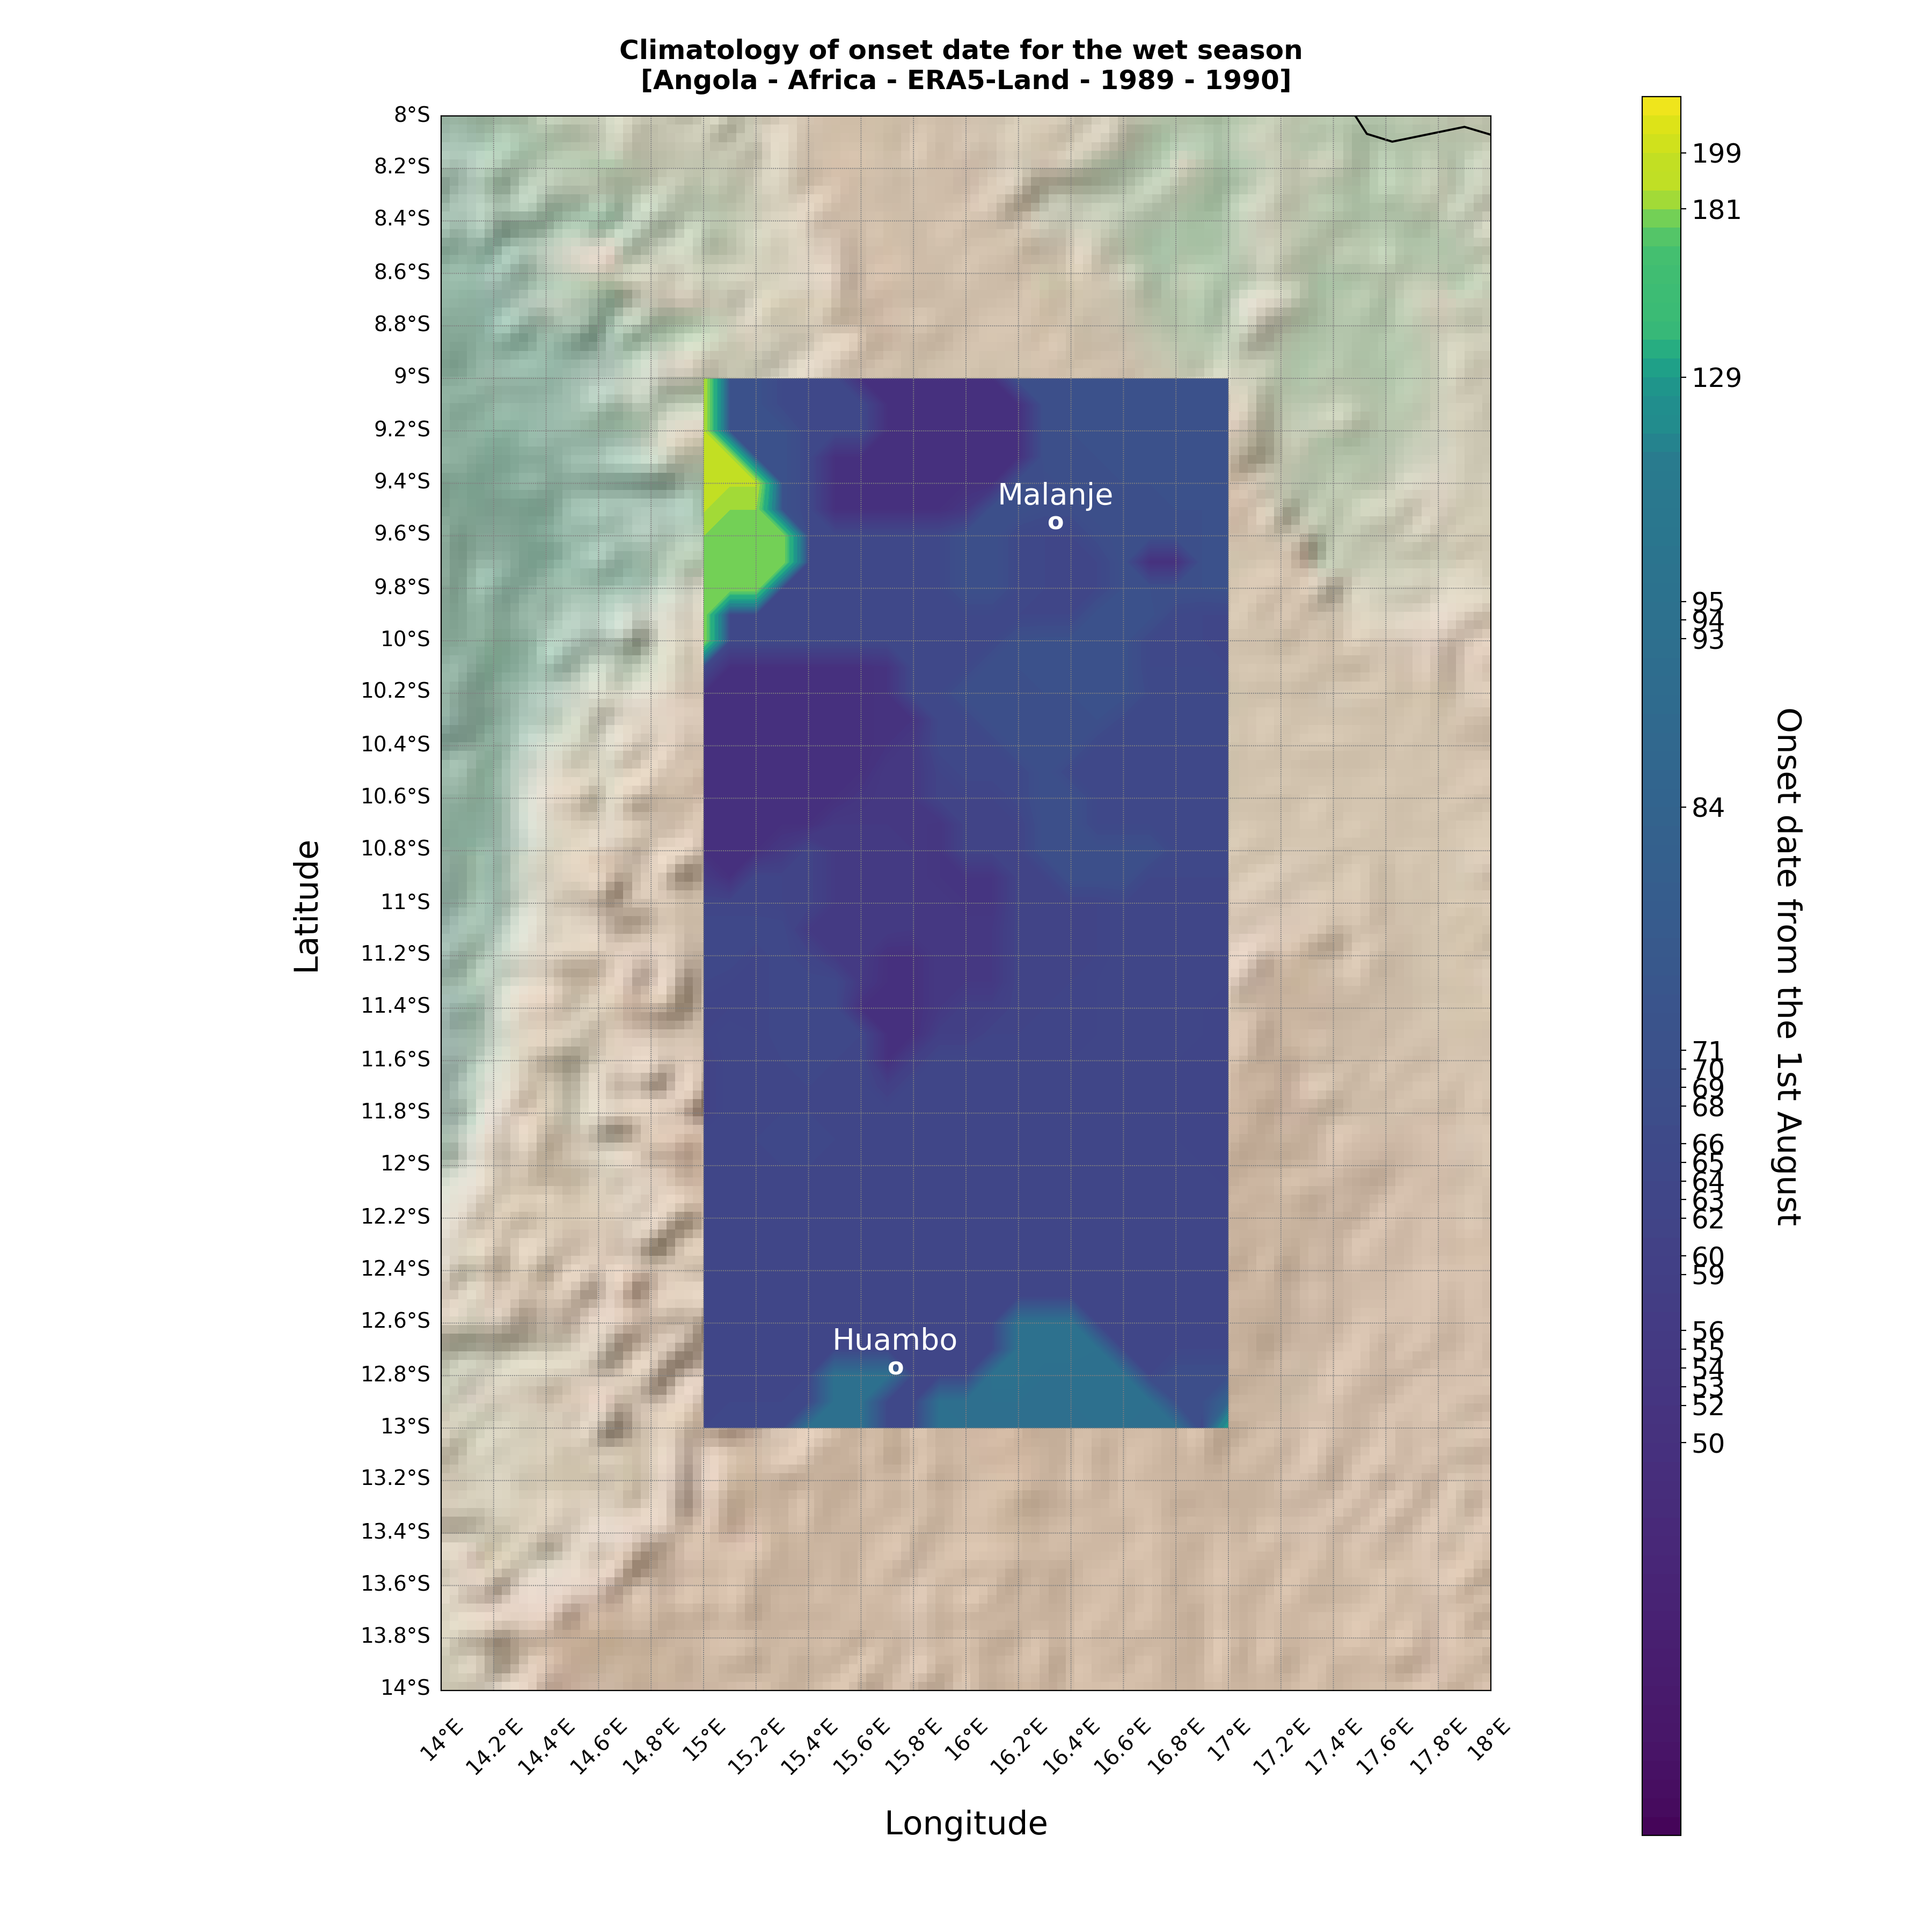 Climatology of onset date for the wet season
[Angola - Africa - ERA5-Land - 1989 - 1990]
8°S
8.2°S
8.4°S
8.6°S
8.8°S
9°S
9.2°S
9.4°S
9.6°S
9.8°S
10°S
10.2°S
10.4°S
10.6°S
10.8°S
11°S
11.2°S
11.4°S
11.6°S
11.8°S
12°S
12.2°S
12.4°S
12.6°S
12.8°S
13°S
13.2°S
13.4°S
13.6°S
13.8°S
14°S
Latitude
Malanje
Huambo
14°E
14.2°E
14.4°E
14.6°E
14.8°E
15°E
15.2°E
15.4°E
15.6°E
15.8°E
16°E
16.2°E
16.4°E
16.6°E
16.8°E
17°E
17.2°E
17.4°E
17.6°E
17.8°E
18°E
Longitude
199
181
129
95
94
93
84
71
70
69
68
66
65
64
63
62
60
59
56
55
54
53
52
50
Onset date from the 1st August